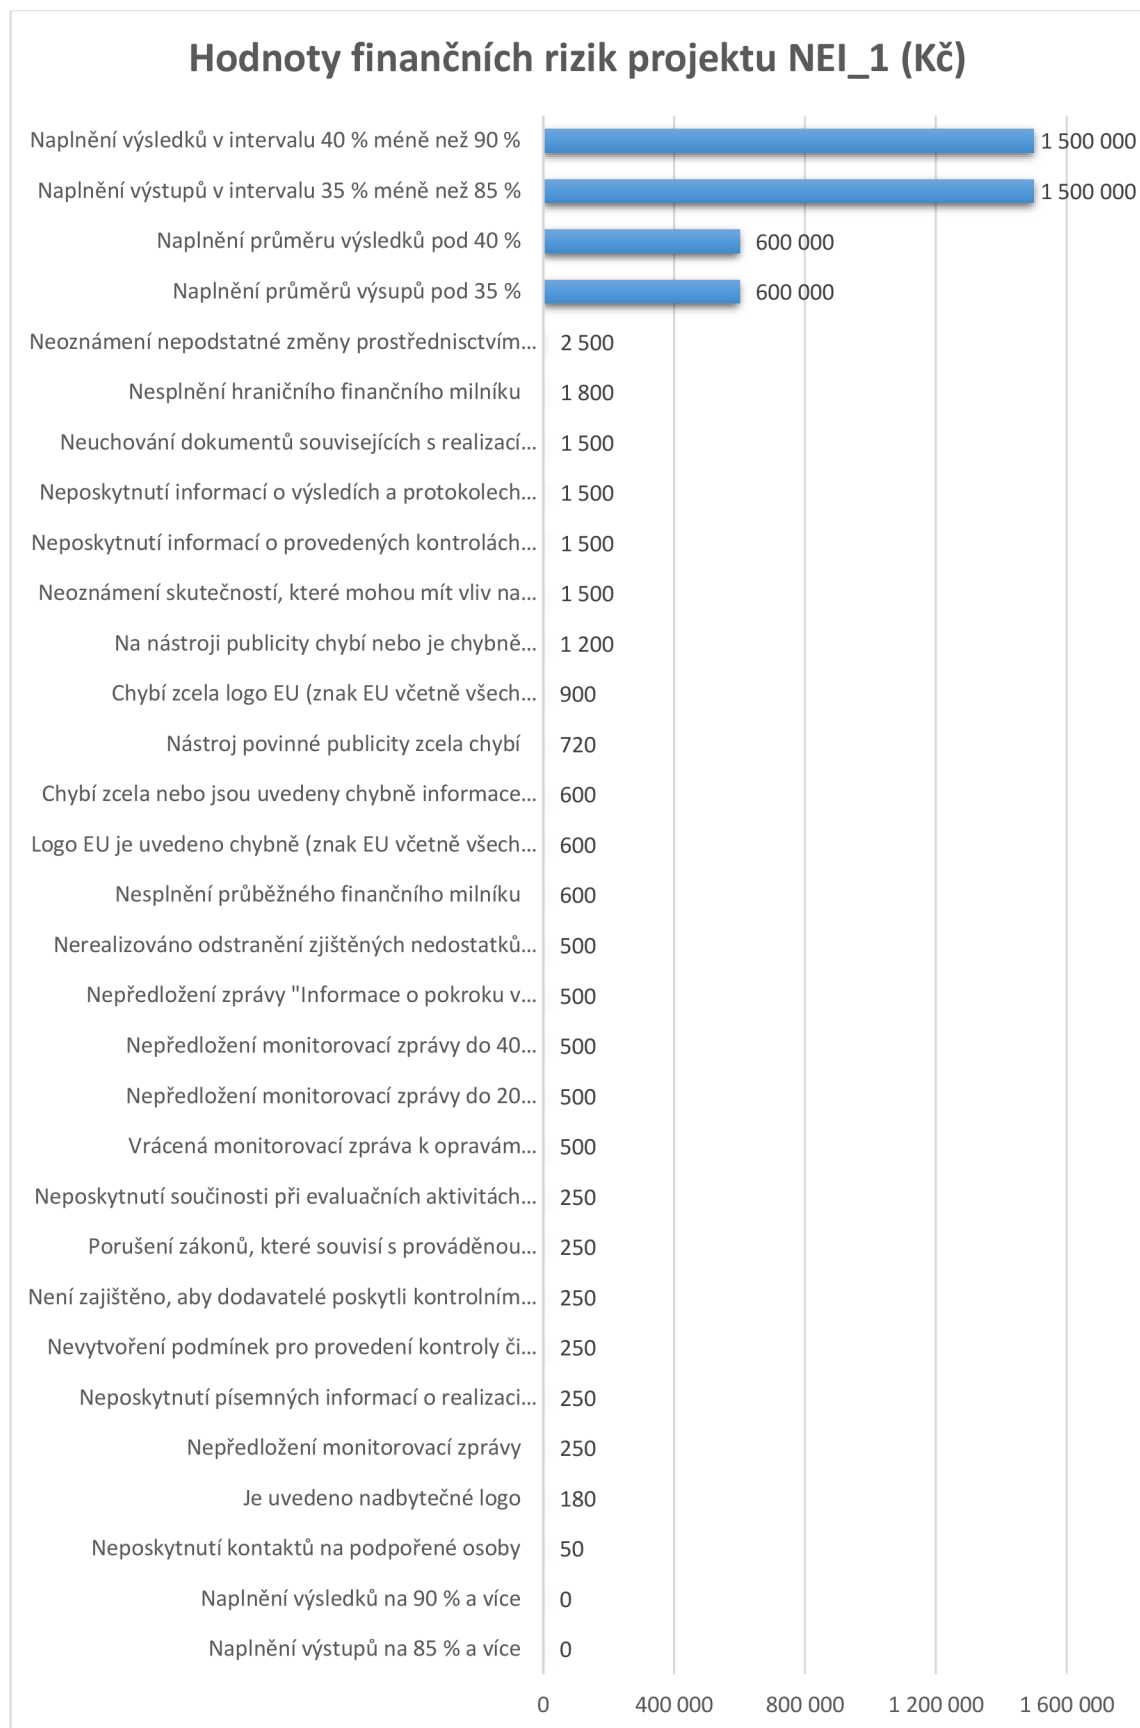 Hodnoty finančních rizik projektu NEI_1 (Kč)
Naplnění výsledků v intervalu 40 % méně než 90 % 1 500 000
Naplnění výstupů v intervalu 35 % méně než 85 % 1 500 000
Naplnění průměru výsledků pod 40 % 600 000
Naplnění průměrů výsupů pod 35 % 600 000
Neoznámení nepodstatné změny prostřednisctvím... 2 500
Nesplnění hraničního finančního milníku 1 800
Neuchování dokumentů souvisejících s realizací... 1 500
Neposkytnutí informací o výsledích a protokolech... 1 500
Neposkytnutí informací o provedených kontrolách... 1 500
Neoznámení skutečností, které mohou mít vliv na... 1 500
Na nástroji publicity chybí nebo je chybně... 1 200
Chybí zcela logo EU (znak EU včetně všech... 900
Nástroj povinné publicity zcela chybí 720
Chybí zcela nebo jsou uvedeny chybně informace... 600
Logo EU je uvedeno chybně (znak EU včetně všech... 600
Nesplnění průběžného finančního milníku 600
Nerealizováno odstranění zjištěných nedostatků... 500
Nepředložení zprávy "Informace o pokroku v... 500
Nepředložení monitorovací zprávy do 40... 500
Nepředložení monitorovací zprávy do 20... 500
Vrácená monitorovací zpráva k opravám... 500
Neposkytnutí součinosti při evaluačních aktivitách... 250
Porušení zákonů, které souvisí s prováděnou... 250
Není zajištěno, aby dodavatelé poskytli kontrolním... 250
Nevytvoření podmínek pro provedení kontroly či... 250
Neposkytnutí písemných informací o realizaci... 250
Nepředložení monitorovací zprávy 250
Je uvedeno nadbytečné logo 180
Neposkytnutí kontaktů na podpořené osoby 50
Naplnění výsledků na 90 % a více 0
Naplnění výstupů na 85 % a více 0
0 400 000 800 000 1 200 000 1 600 000